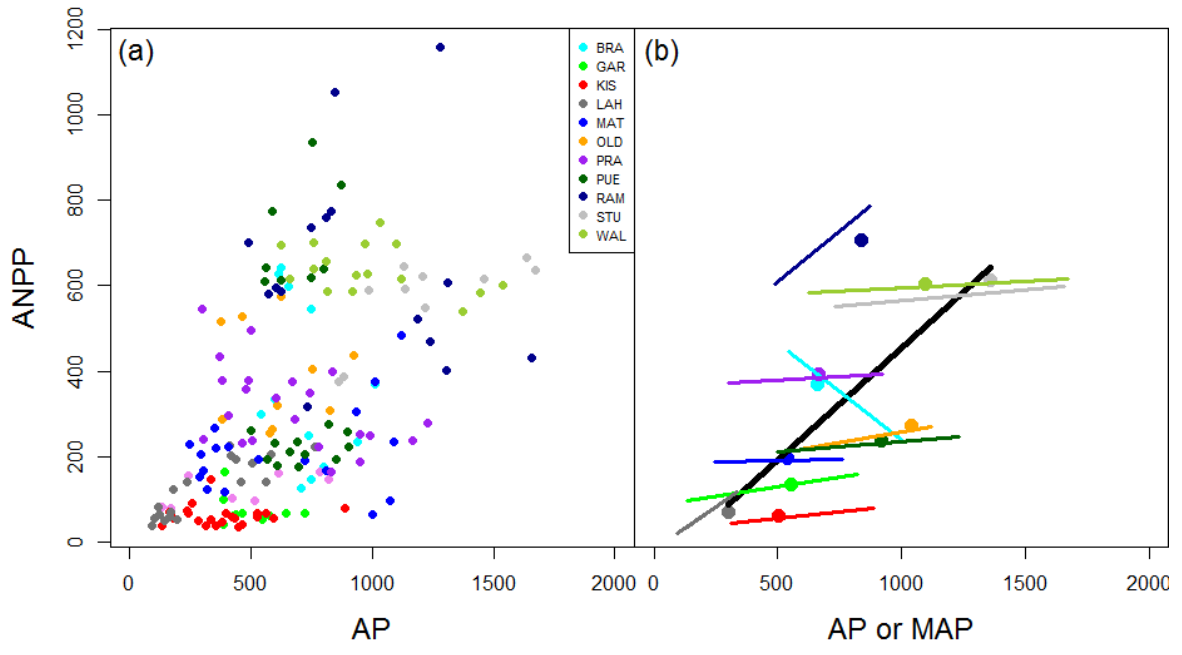 (a)
(b)
BRA
GAR
KIS
LAH
MAT
OLD
PRA
PUE
RAM
STU
WAL
ANPP
1200
1000
800
600
400
200
0
0 500 1000 1500 2000
0 500 1000 1500 2000
AP
AP or MAP